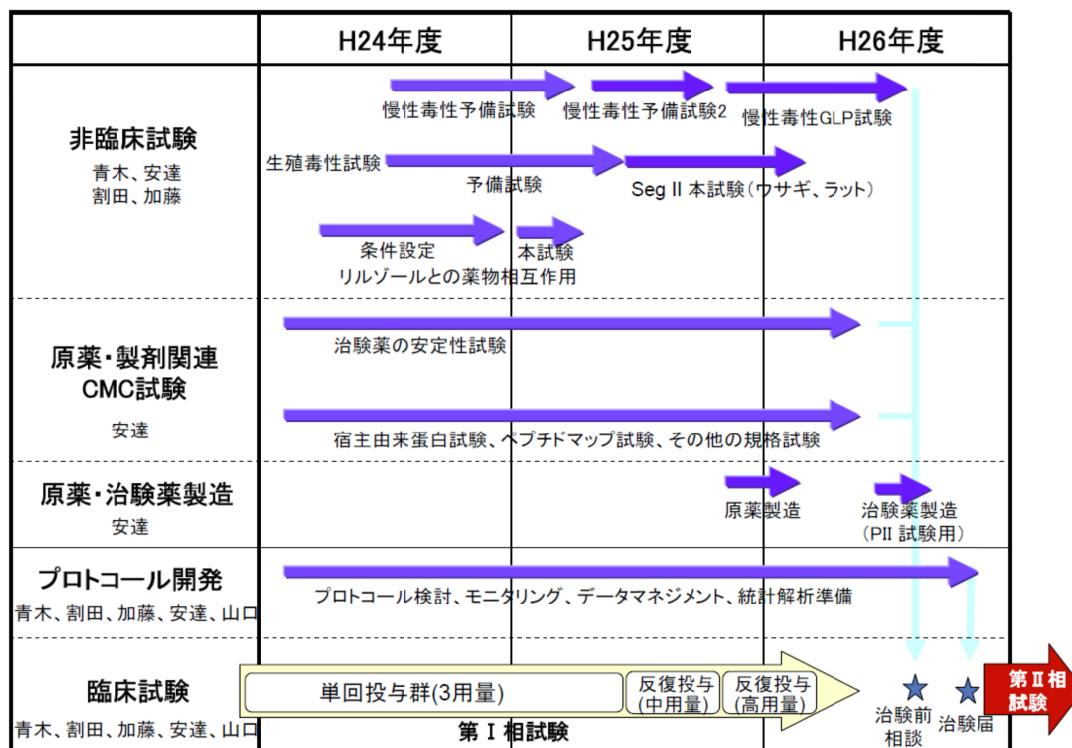 H24年度 H25年度 H26年度
非臨床試験
青木、安達
割田、加藤
慢性毒性予備試験 慢性毒性予備試験2 慢性毒性GLP試験
生殖毒性試験
予備試験 Seg II 本試験(ウサギ、ラット)
条件設定 本試験
リルゾールとの薬物相互作用
原薬・製剤関連
CMC試験
安達
治験薬の安定性試験
宿主由来蛋白試験、ペプチドマップ試験、その他の規格試験
原薬・治験薬製造
安達
原薬製造 治験薬製造
(PII 試験用)
プロトコール開発
青木、割田、加藤、安達、山口
プロトコール検討、モニタリング、データマネジメント、統計解析準備
臨床試験
青木、割田、加藤、安達、山口
単回投与群(3用量)
反復投与
(中用量)
反復投与
(高用量)
第Ⅰ相試験
治験前
相談
治験届
第Ⅱ相
試験